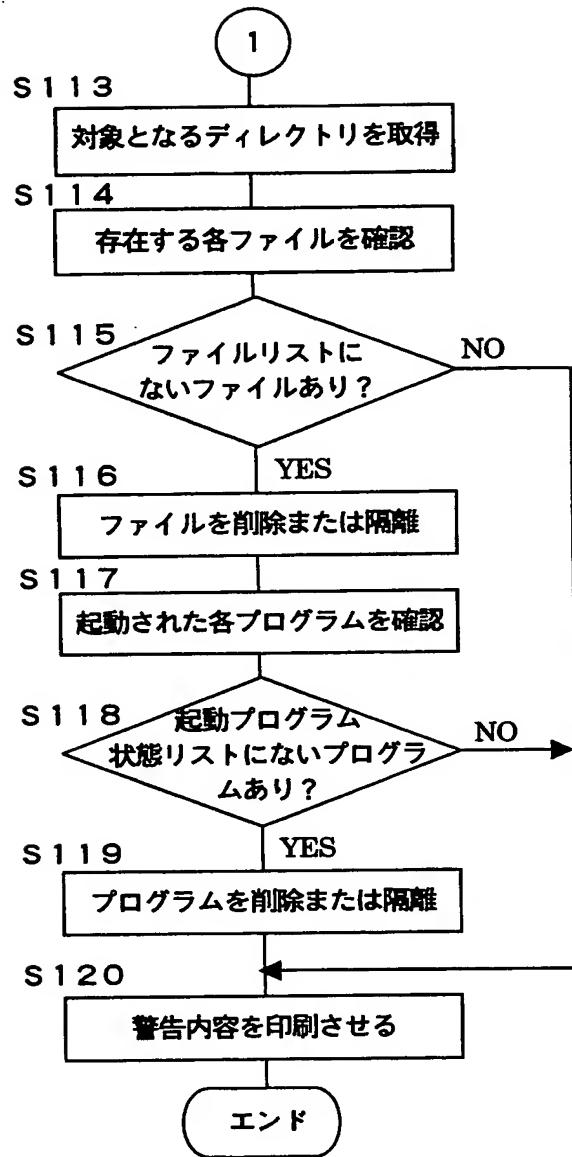 1
S113
対象となるディレクトリを取得
S114
存在する各ファイルを確認
S115
ファイルリストに
ないファイルあり？
NO
YES
S116
ファイルを削除または隔離
S117
起動された各プログラムを確認
S118
起動プログラム
状態リストにないプログラ
ムあり？
NO
YES
S119
プログラムを削除または隔離
S120
警告内容を印刷させる
エンド